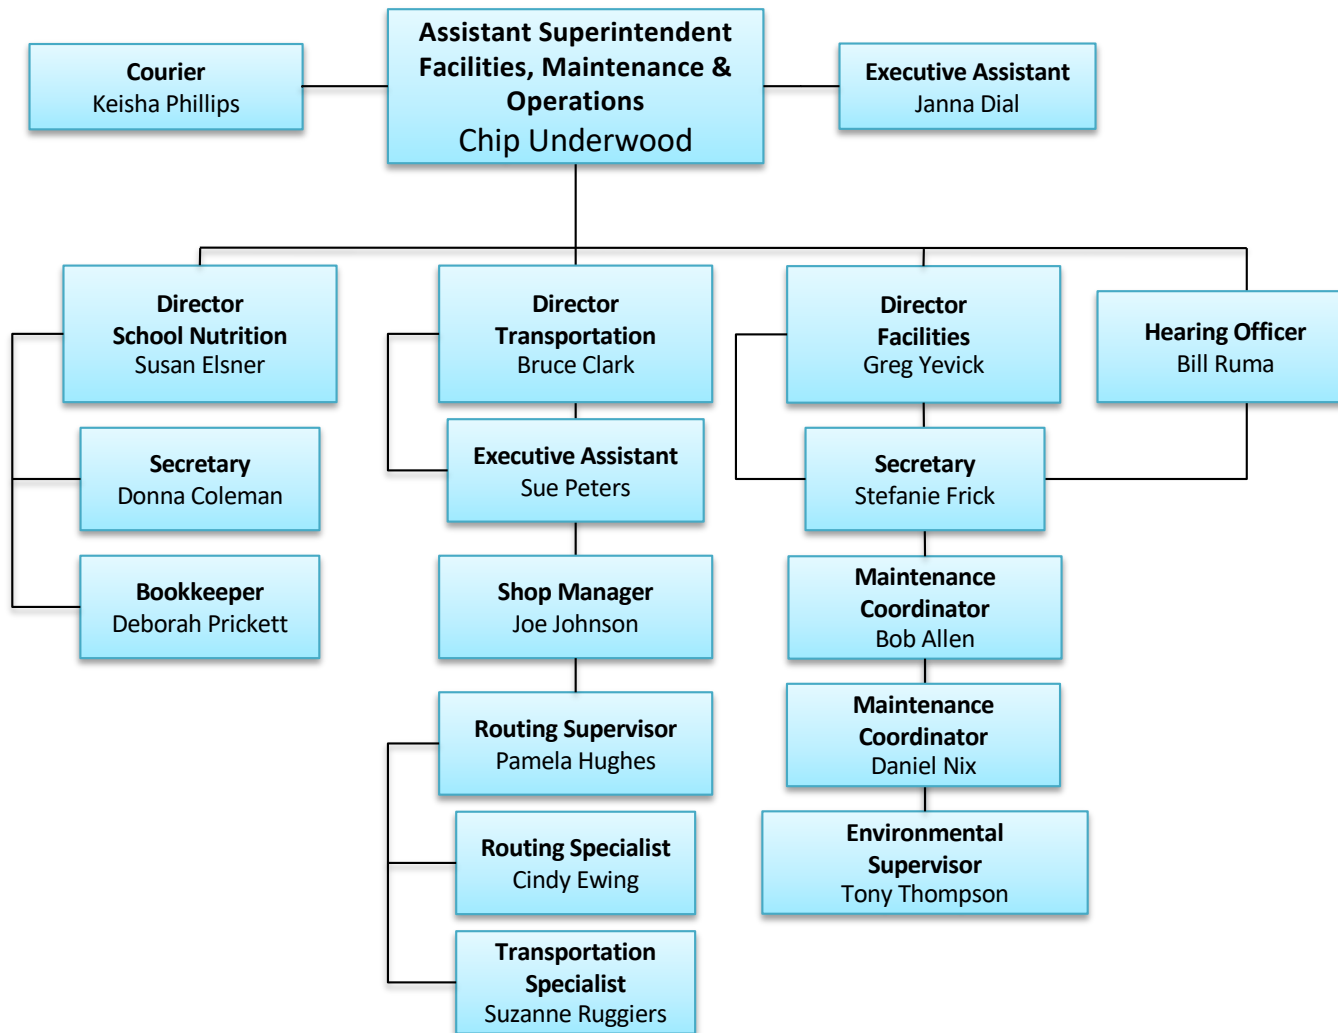 Assistant Superintendent
Facilities, Maintenance &
Operations
Chip Underwood
Courier
Keisha Phillips
Executive Assistant
Janna Dial
Director
School Nutrition
Susan Elsner
Secretary
Donna Coleman
Bookkeeper
Deborah Prickett
Director
Transportation
Bruce Clark
Executive Assistant
Sue Peters
Shop Manager
Joe Johnson
Routing Supervisor
Pamela Hughes
Routing Specialist
Cindy Ewing
Transportation
Specialist
Suzanne Ruggiers
Director
Facilities
Greg Yevick
Secretary
Stefanie Frick
Maintenance
Coordinator
Bob Allen
Maintenance
Coordinator
Daniel Nix
Environmental
Supervisor
Tony Thompson
Hearing Officer
Bill Ruma